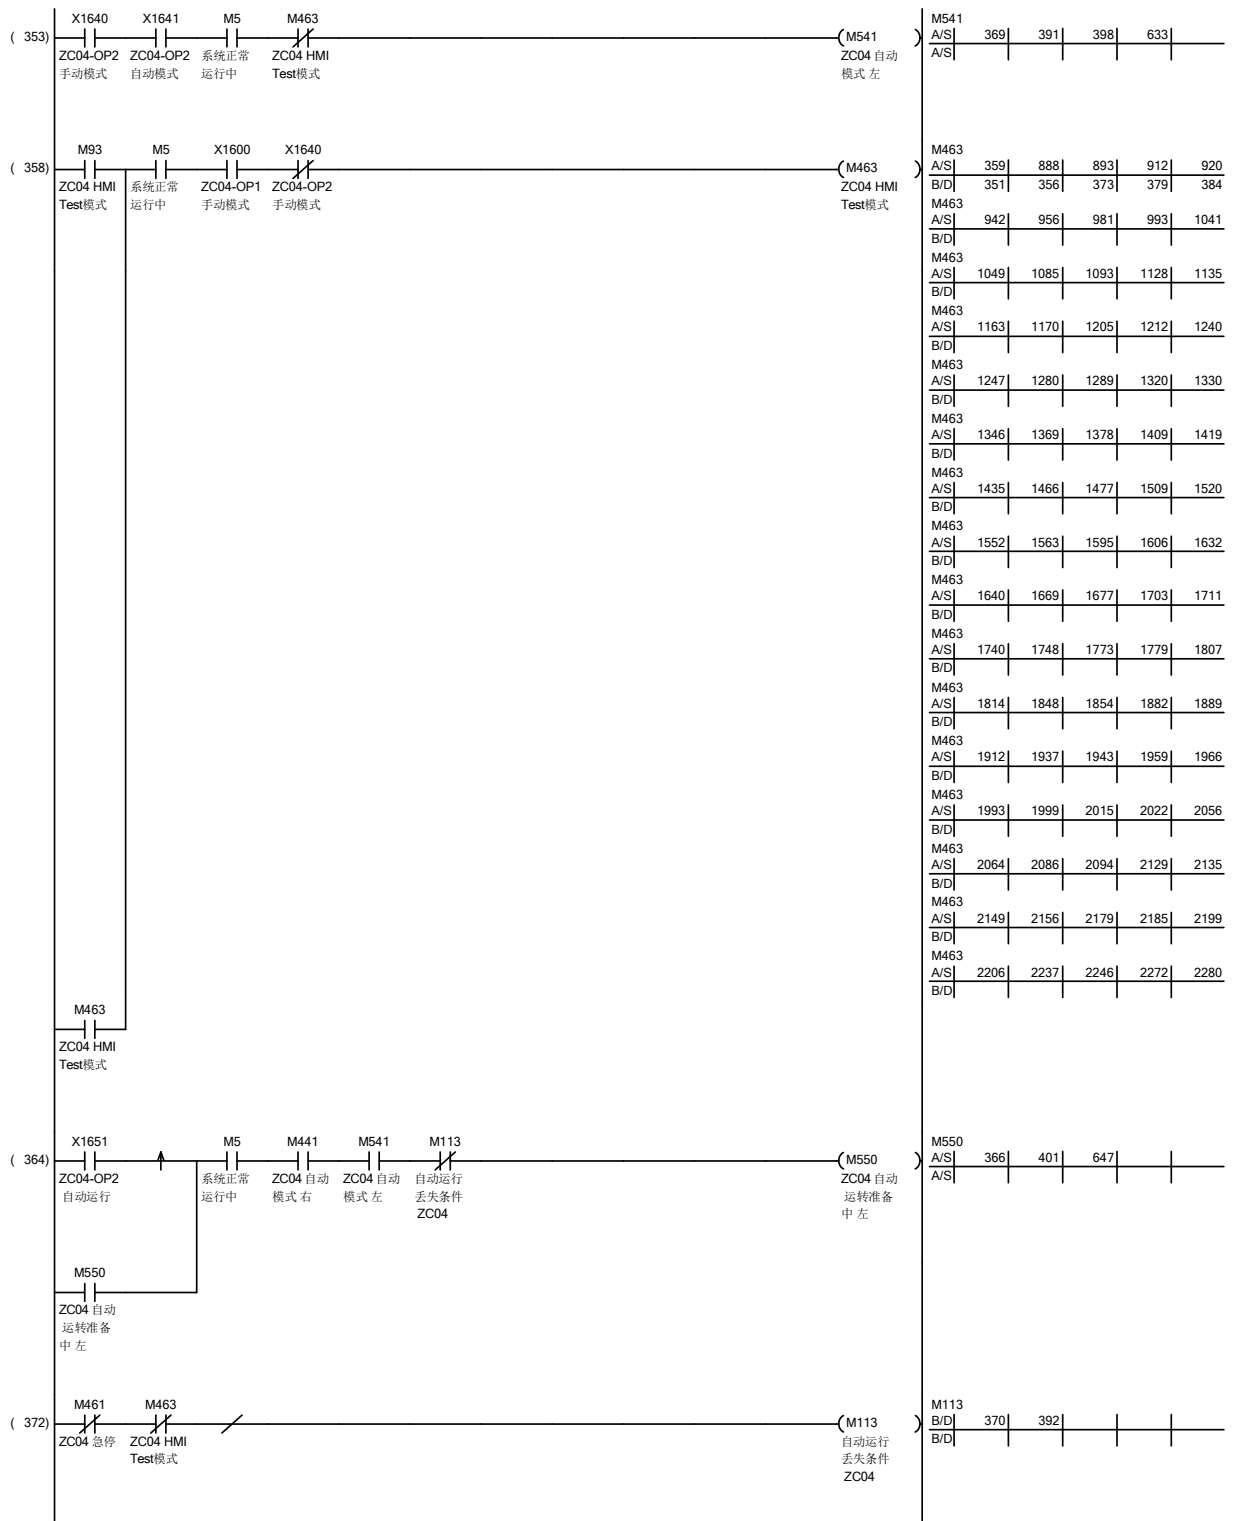 X1640 X1641 M5 M463
( 353) (M541 )
ZC04-OP2 ZC04-OP2 系统正常 ZC04 HMI ZC04 自动
手动模式 自动模式 运行中 Test模式 模式 左
M541
A/S 369 391 398 633
A/S
M93 M5 X1600 X1640
( 358) (M463 )
ZC04 HMI 系统正常 ZC04-OP1 ZC04-OP2 ZC04 HMI
Test模式 运行中 手动模式 手动模式 Test模式
M463
A/S 359 888 893 912 920
B/D 351 356 373 379 384
M463
A/S 942 956 981 993 1041
B/D
M463
A/S 1049 1085 1093 1128 1135
B/D
M463
A/S 1163 1170 1205 1212 1240
B/D
M463
A/S 1247 1280 1289 1320 1330
B/D
M463
A/S 1346 1369 1378 1409 1419
B/D
M463
A/S 1435 1466 1477 1509 1520
B/D
M463
A/S 1552 1563 1595 1606 1632
B/D
M463
A/S 1640 1669 1677 1703 1711
B/D
M463
A/S 1740 1748 1773 1779 1807
B/D
M463
A/S 1814 1848 1854 1882 1889
B/D
M463
A/S 1912 1937 1943 1959 1966
B/D
M463
A/S 1993 1999 2015 2022 2056
B/D
M463
A/S 2064 2086 2094 2129 2135
B/D
M463
A/S 2149 2156 2179 2185 2199
B/D
M463
A/S 2206 2237 2246 2272 2280
B/D
M463
ZC04 HMI
Test模式
X1651 M5 M441 M541 M113
( 364) (M550 )
ZC04-OP2 系统正常 ZC04 自动 ZC04 自动 自动运行 ZC04 自动
自动运行 运行中 模式 右 模式 左 丢失条件 运转准备
ZC04 中 左
M550
A/S 366 401 647
A/S
M550
ZC04 自动
运转准备
中 左
M461 M463
( 372) (M113 )
ZC04 急停 ZC04 HMI 自动运行
Test模式 丢失条件
ZC04
M113
B/D 370 392
B/D